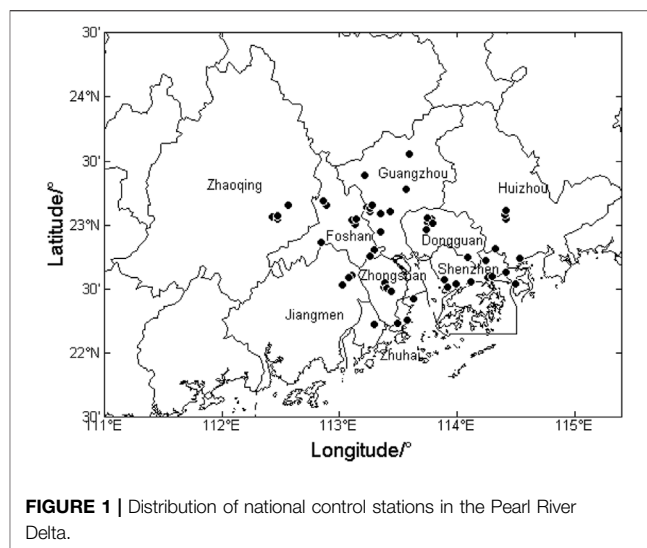 30'
24°N
30'
23°N
30'
22°N
30'
Latitude/°
Zhaoqing
Guangzhou
Huizhou
Foshan
Dongguan
Zhongshan
Shenzhen
Jiangmen
Zhuhai
111°E
112°E
113°E
114°E
115°E
Longitude/°
FIGURE 1 | Distribution of national control stations in the Pearl River
Delta.